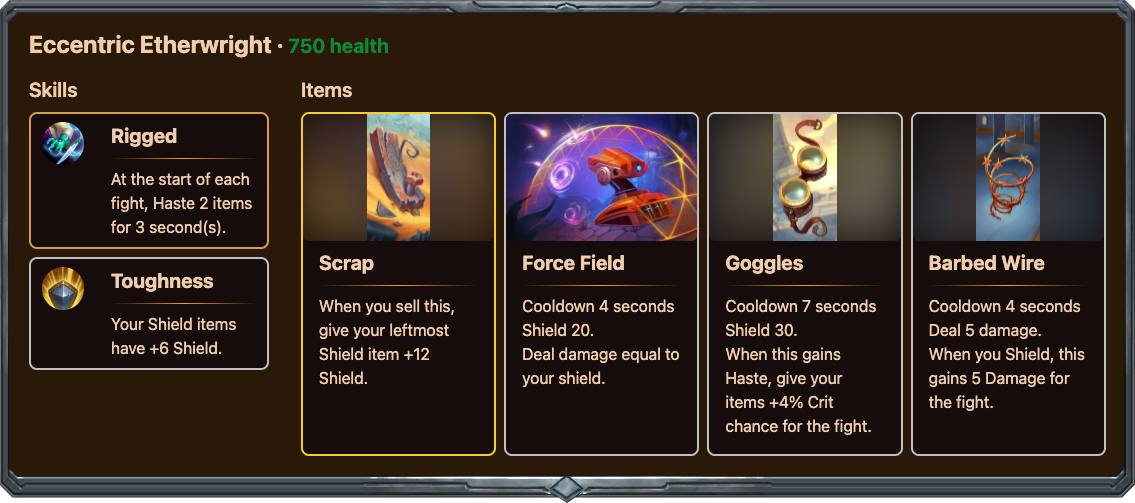 Eccentric Etherwright · 750 health
Skills
Rigged
At the start of each
fight, Haste 2 items
for 3 second(s).
Toughness
Your Shield items
have +6 Shield.
Items
Scrap
When you sell this,
give your leftmost
Shield item +12
Shield.
Force Field
Cooldown 4 seconds
Shield 20.
Deal damage equal to
your shield.
Goggles
Cooldown 7 seconds
Shield 30.
When this gains
Haste, give your
items +4% Crit
chance for the fight.
Barbed Wire
Cooldown 4 seconds
Deal 5 damage.
When you Shield, this
gains 5 Damage for
the fight.